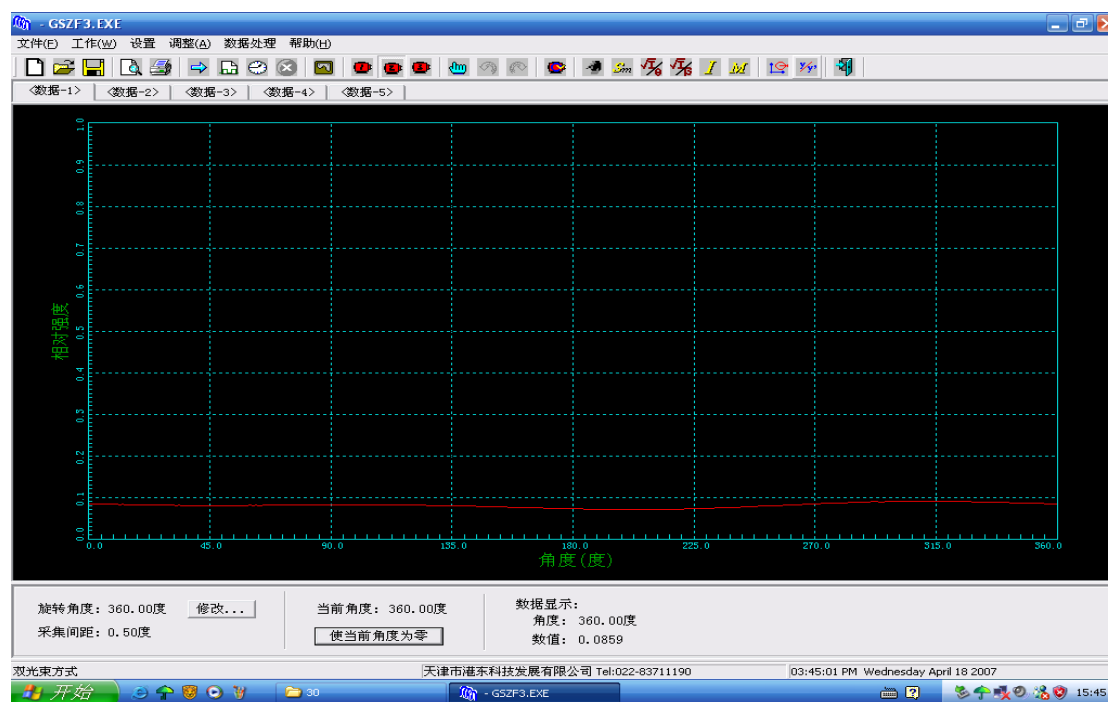 - GSZF3.EXE
文件(F) 工作(W) 设置 调整(A) 数据处理 帮助(H)
<数据-1> <数据-2> <数据-3> <数据-4> <数据-5>
1.0
0.9
0.8
0.7
0.6
0.5
0.4
0.3
0.2
0.1
0.0
相对强度
0.0 45.0 90.0 135.0 180.0 225.0 270.0 315.0 360.0
角度(度)
旋转角度: 360.00度 修改...
采集间距: 0.50度
当前角度: 360.00度
使当前角度为零
数据显示:
角度: 360.00度
数值: 0.0859
双光束方式 天津市港东科技发展有限公司 Tel:022-83711190 03:45:01 PM Wednesday April 18 2007
开始 30 - GSZF3.EXE 15:45